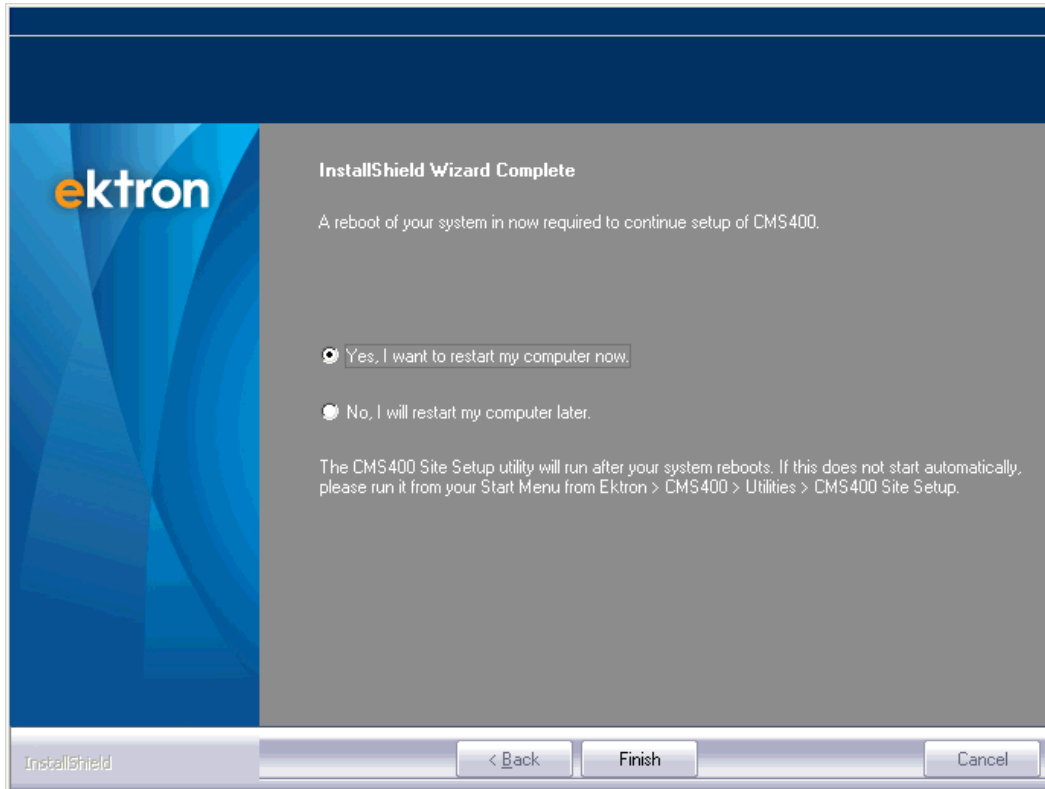 ektron
InstallShield Wizard Complete
A reboot of your system in now required to continue setup of CMS400.
Yes, I want to restart my computer now.
No, I will restart my computer later.
The CMS400 Site Setup utility will run after your system reboots. If this does not start automatically,
please run it from your Start Menu from Ektron > CMS400 > Utilities > CMS400 Site Setup.
InstallShield
< Back
Finish
Cancel